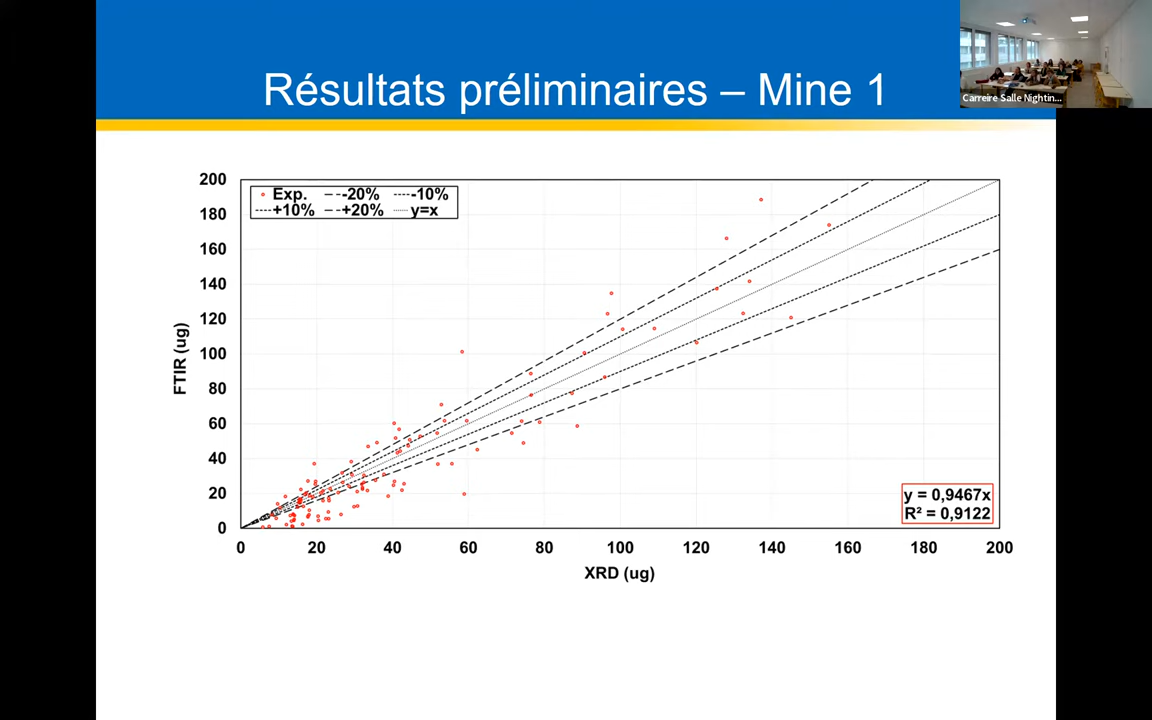 Résultats préliminaires – Mine 1
Carreire Salle Nightin...
Exp. -20% -10%
+10% +20% y=x
200
180
160
140
120
100
80
60
40
20
0
FTIR (ug)
y = 0,9467x
R² = 0,9122
0 20 40 60 80 100 120 140 160 180 200
XRD (ug)